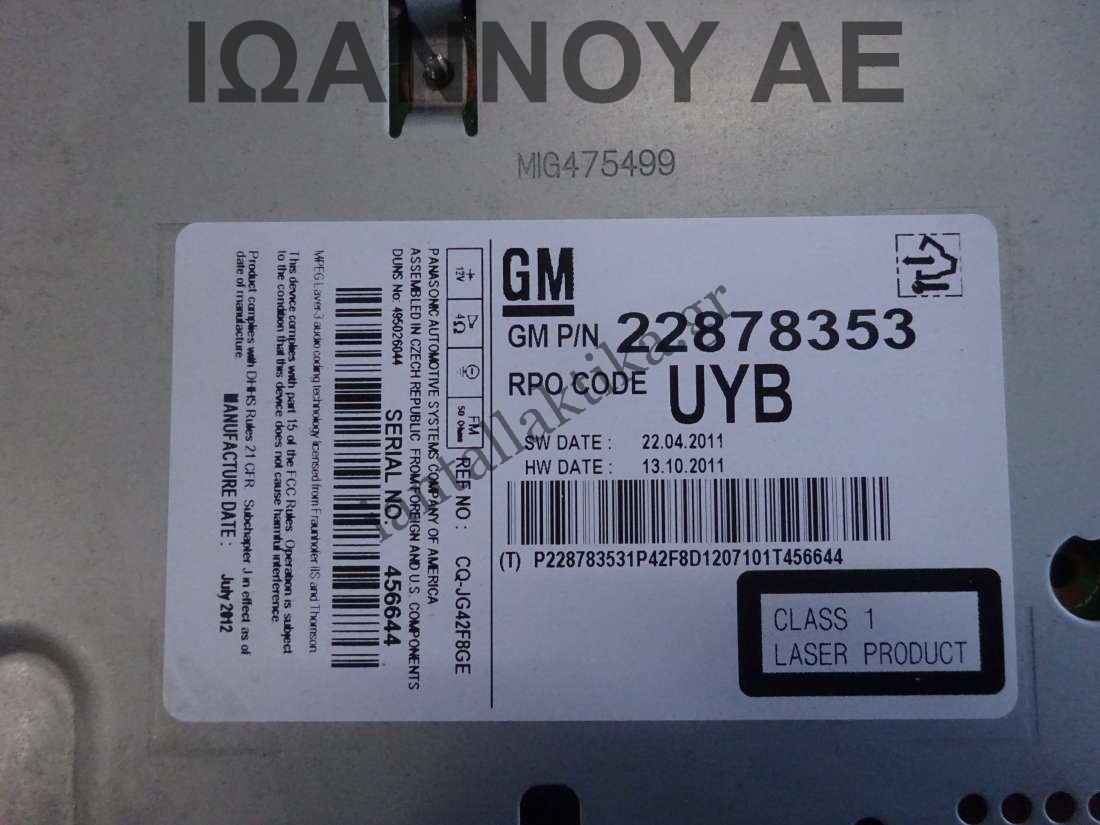 ΙΩΑΝΝΟΥ ΑΕ
MIG475499
GM
GM P/N 22878353
RPO CODE UYB
SW DATE : 22.04.2011
HW DATE : 13.10.2011
(T) P228783531P42F8D1207101T456644
CLASS 1
LASER PRODUCT
12V
4Ω
FM
50 Ohms
REF NO : CQ-JG42F8GE
PANASONIC AUTOMOTIVE SYSTEMS COMPANY OF AMERICA
ASSEMBLED IN CZECH REPUBLIC FROM FOREIGN AND U.S. COMPONENTS
DUNS No: 485026044
SERIAL NO: 456644
MPEG Layer-3 audio coding technology licensed from Fraunhofer IIS and Thomson.
This device complies with part 15 of the FCC Rules. Operation is subject
to the condition that this device does not cause harmful interference.
Product complies with DHHS Rules 21 CFR. Subchapter J in effect as of
date of manufacture
MANUFACTURE DATE : July 2012
iantallaktika.gr